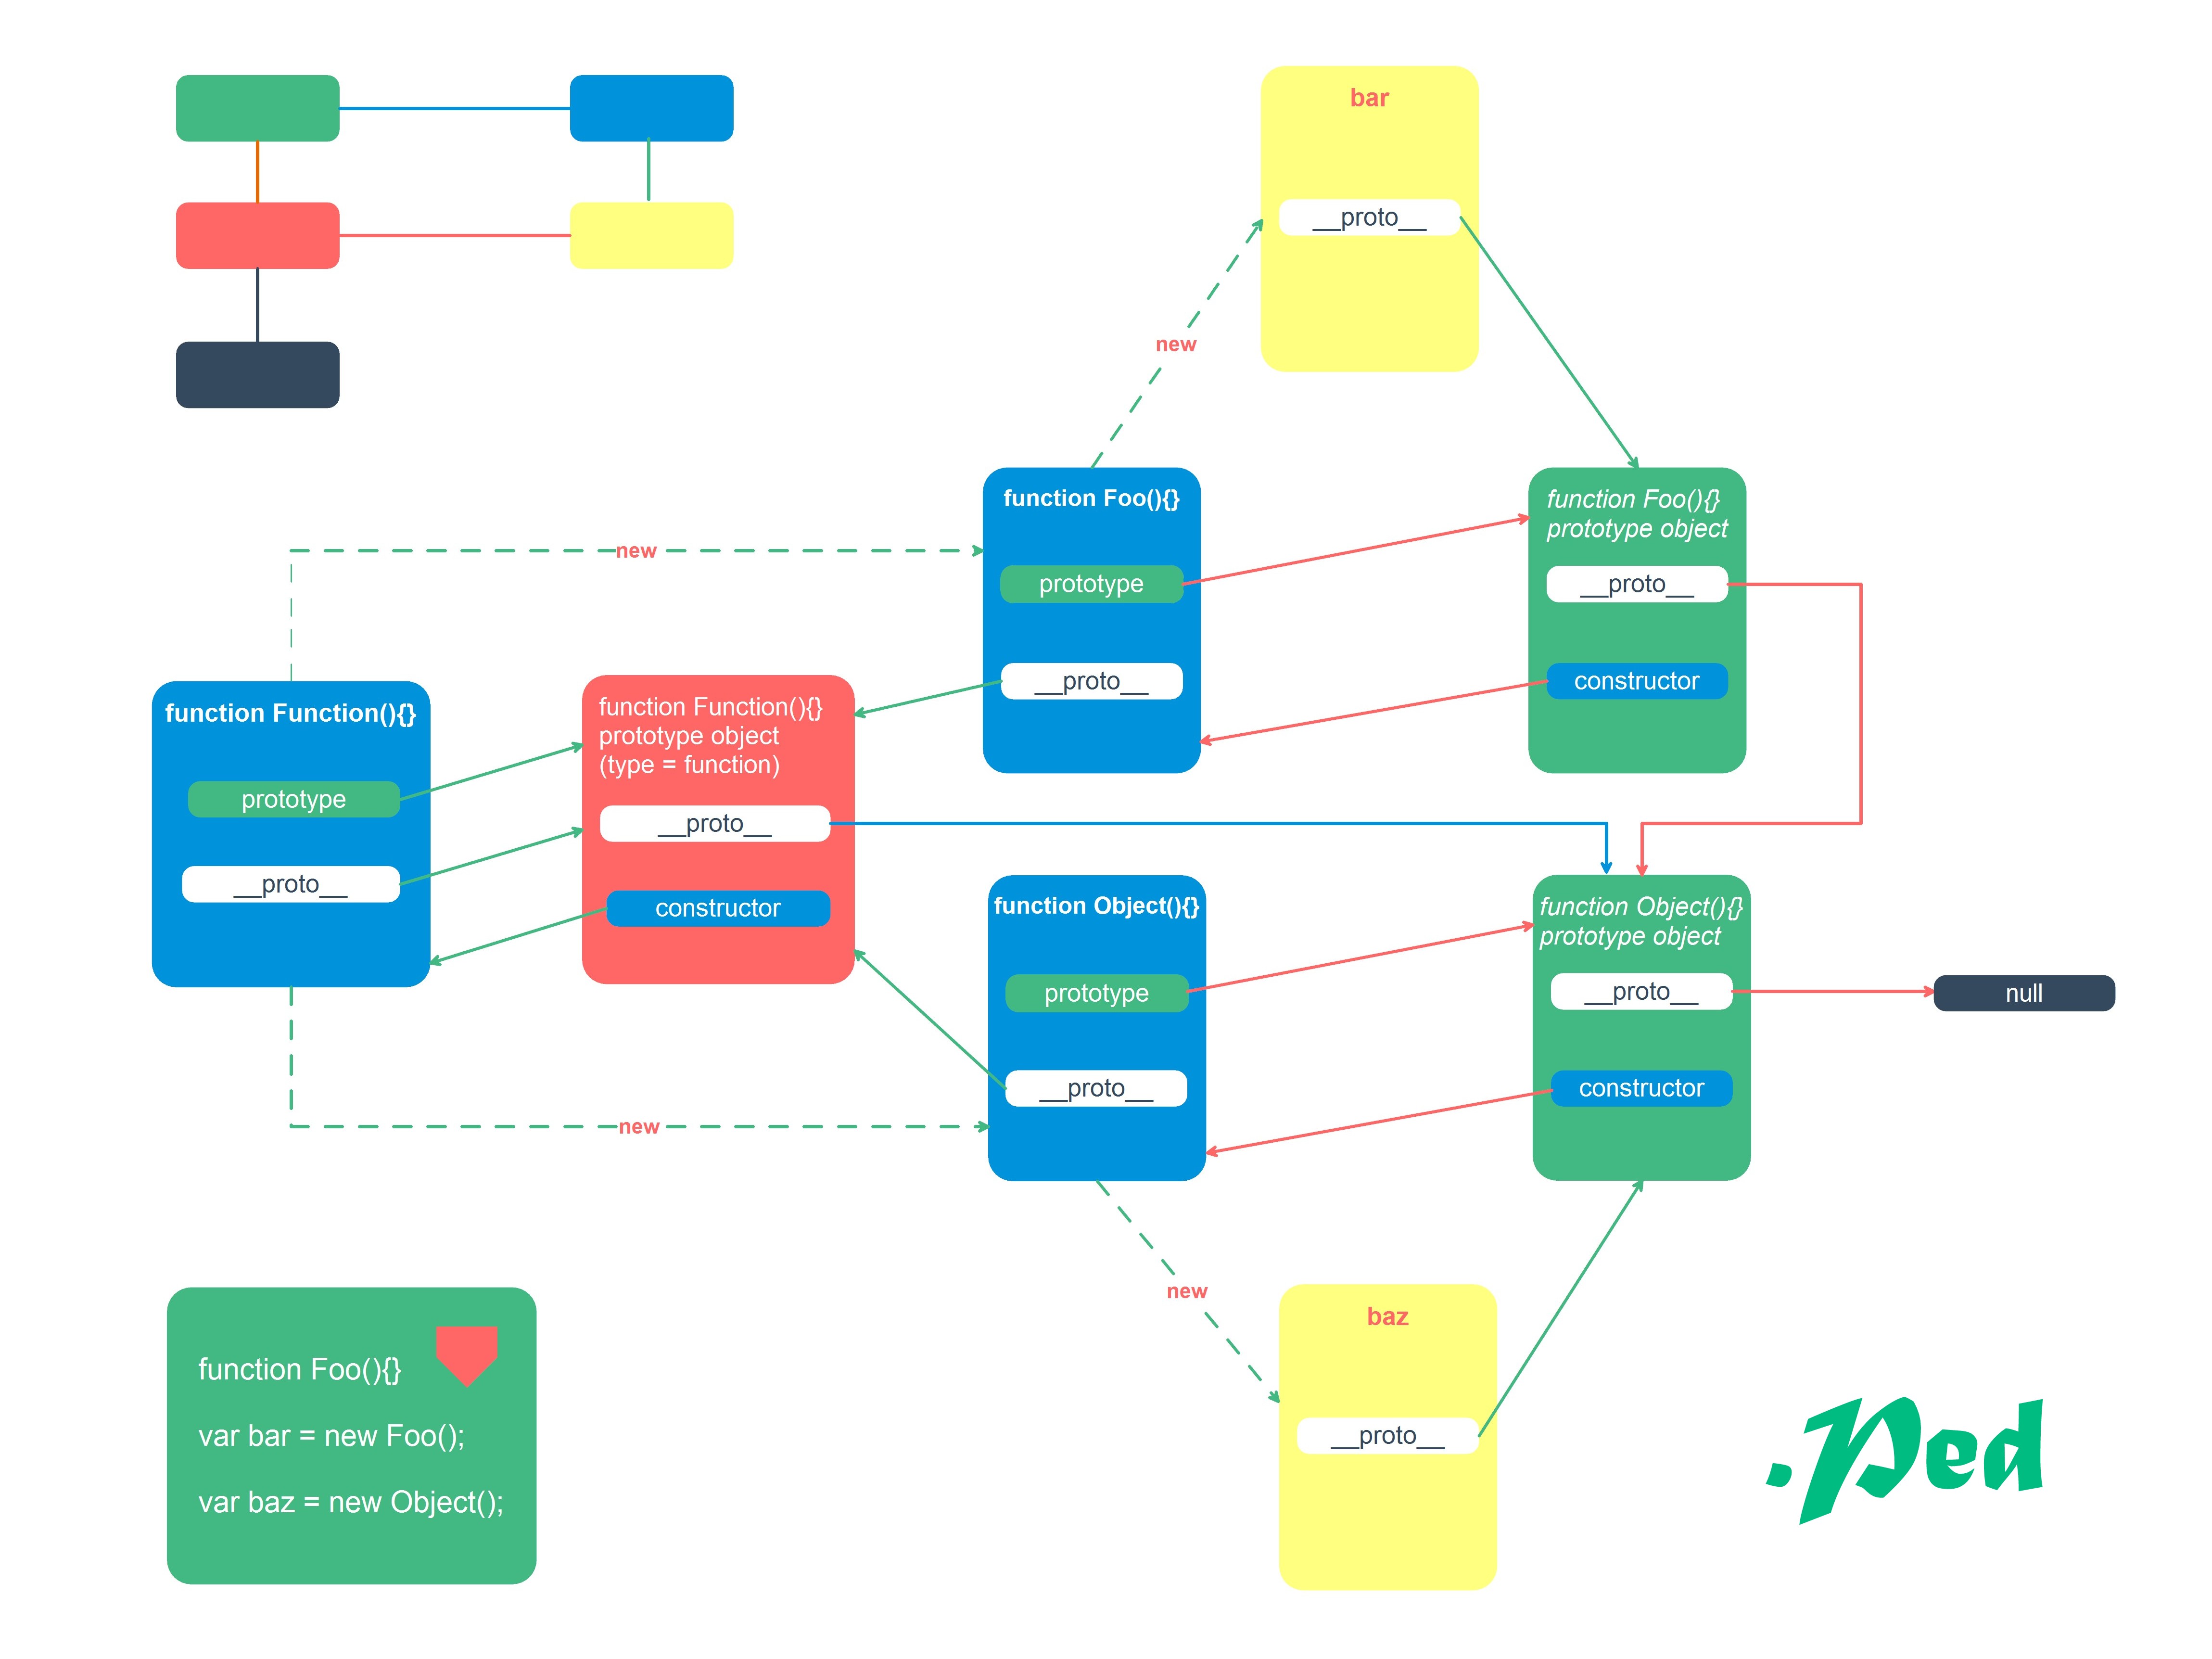 bar
__proto__
new
function Foo(){}
prototype
__proto__
function Foo(){}
prototype object
__proto__
constructor
new
function Function(){}
prototype
__proto__
function Function(){}
prototype object
(type = function)
__proto__
constructor
function Object(){}
prototype
__proto__
function Object(){}
prototype object
__proto__
constructor
null
new
new
baz
__proto__
function Foo(){}
var bar = new Foo();
var baz = new Object();
.Ped